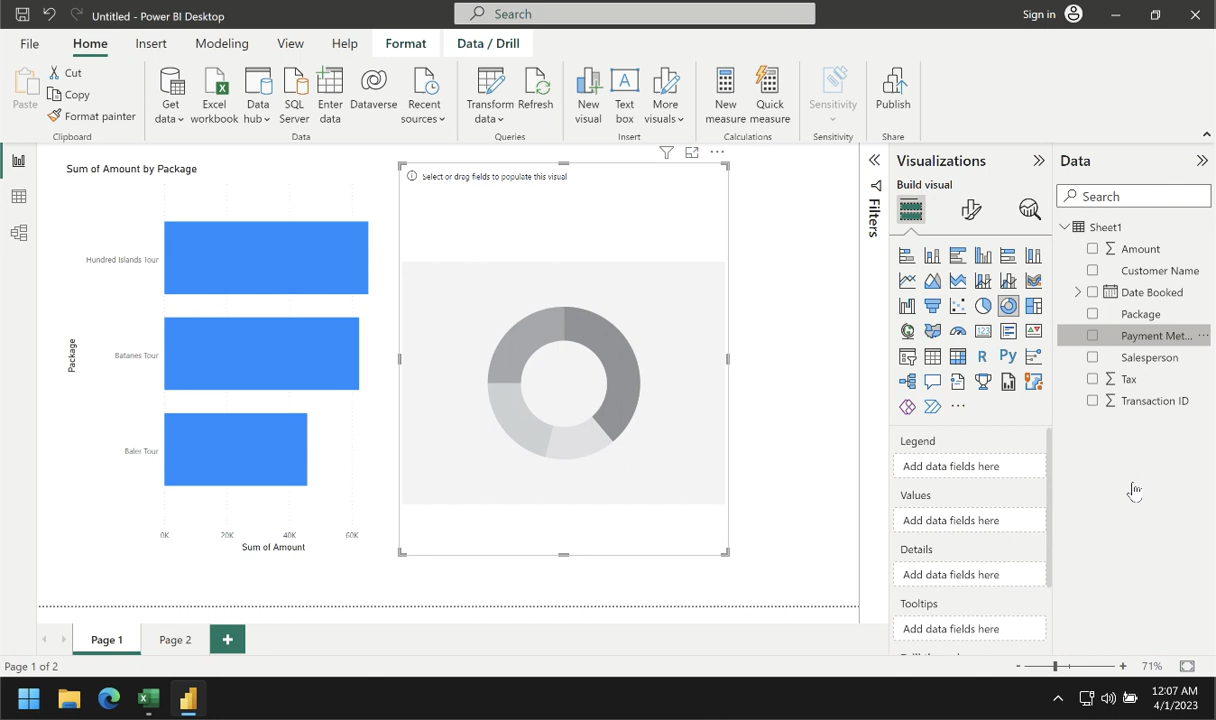 Untitled - Power BI Desktop
Search
Sign in
File
Home
Insert
Modeling
View
Help
Format
Data / Drill
Paste
Cut
Copy
Format painter
Clipboard
Get data
Excel workbook
Data hub
SQL Server
Enter data
Dataverse
Recent sources
Data
Transform data
Refresh
Queries
New visual
Text box
More visuals
Insert
New measure
Quick measure
Calculations
Sensitivity
Sensitivity
Publish
Share
Sum of Amount by Package
Hundred Islands Tour
Batanes Tour
Baler Tour
Package
0K 20K 40K 60K
Sum of Amount
Select or drag fields to populate this visual
Filters
Visualizations
Build visual
R
Py
123
Legend
Add data fields here
Values
Add data fields here
Details
Add data fields here
Tooltips
Add data fields here
Data
Search
Sheet1
Amount
Customer Name
Date Booked
Package
Payment Met...
Salesperson
Tax
Transaction ID
Page 1
Page 2
Page 1 of 2
71%
12:07 AM
4/1/2023